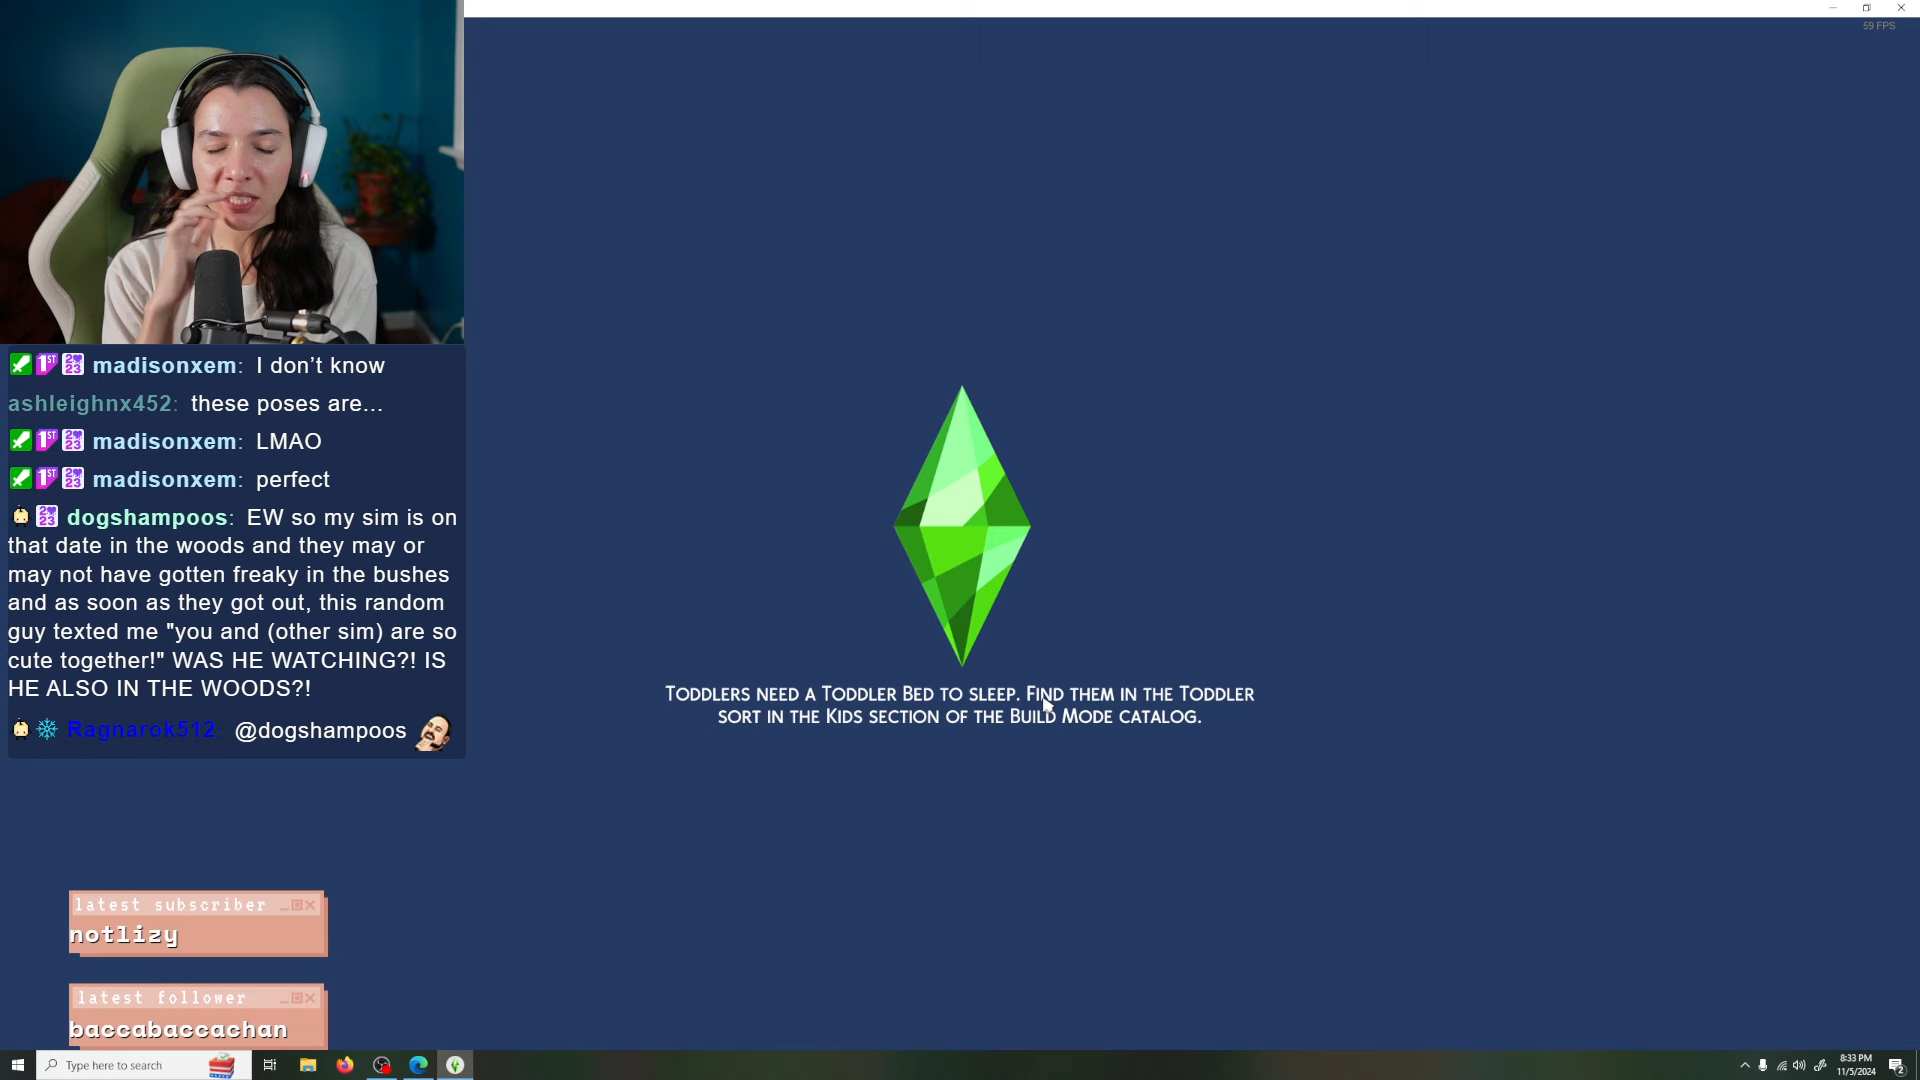 59 FPS
madisonxem: I don’t know
ashleighnx452: these poses are...
madisonxem: LMAO
madisonxem: perfect
dogshampoos: EW so my sim is on
that date in the woods and they may or
may not have gotten freaky in the bushes
and as soon as they got out, this random
guy texted me "you and (other sim) are so
cute together!" WAS HE WATCHING?! IS
HE ALSO IN THE WOODS?!
Ragnarok512: @dogshampoos
Toddlers need a Toddler Bed to sleep. Find them in the Toddler
sort in the Kids section of the Build Mode catalog.
latest subscriber
notlizy
latest follower
baccabaccachan
Type here to search
8:33 PM
11/5/2024
2